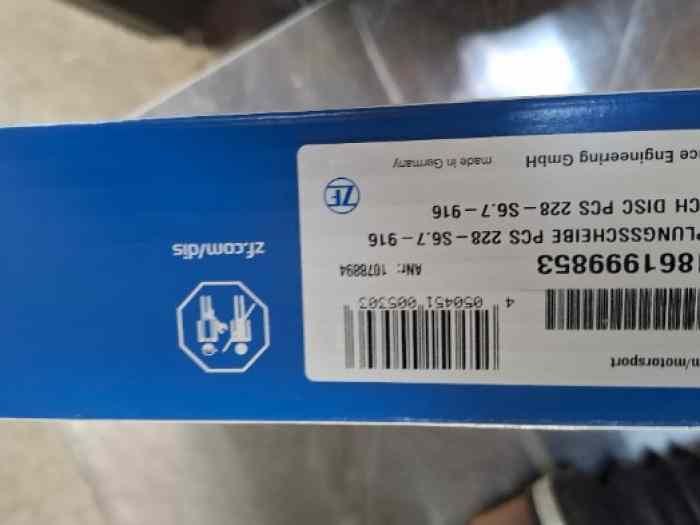 n/motorsport
4 050451 005303
861999853
ANr: 1078894
PLUNGSSCHEIBE PCS 228-S6.7-916
CH DISC PCS 228-S6.7-916
ZF
ce Engineering GmbH made in Germany
zf.com/dis